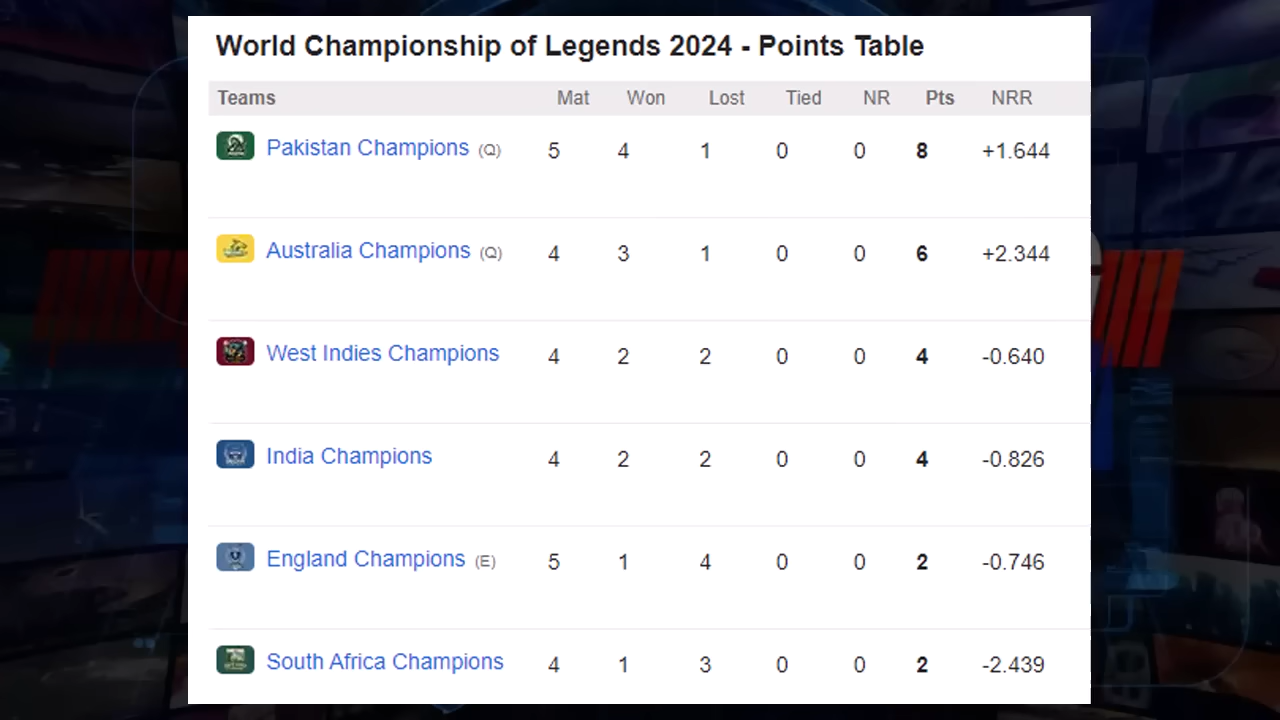 World Championship of Legends 2024 - Points Table
Teams Mat Won Lost Tied NR Pts NRR
Pakistan Champions (Q) 5 4 1 0 0 8 +1.644
Australia Champions (Q) 4 3 1 0 0 6 +2.344
West Indies Champions 4 2 2 0 0 4 -0.640
India Champions 4 2 2 0 0 4 -0.826
England Champions (E) 5 1 4 0 0 2 -0.746
South Africa Champions 4 1 3 0 0 2 -2.439